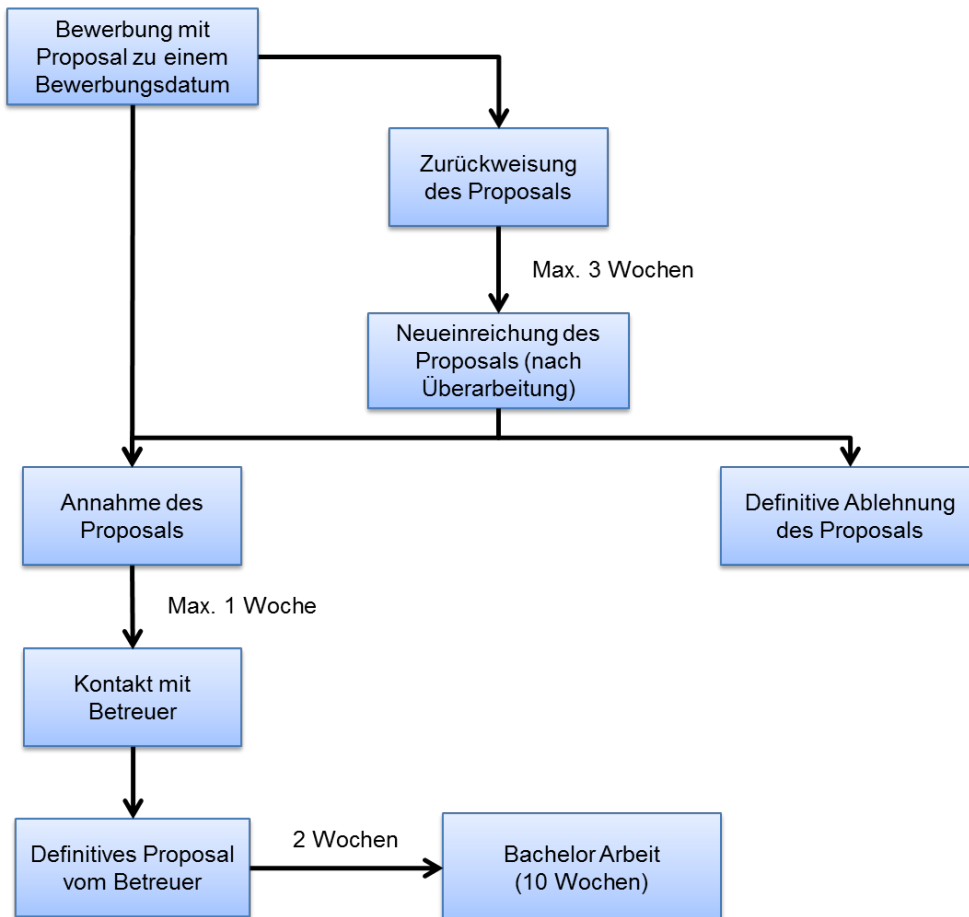 Bewerbung mit
Proposal zu einem
Bewerbungsdatum
Zurückweisung
des Proposals
Max. 3 Wochen
Neueinreichung des
Proposals (nach
Überarbeitung)
Annahme des
Proposals
Definitive Ablehnung
des Proposals
Max. 1 Woche
Kontakt mit
Betreuer
Definitives Proposal
vom Betreuer
2 Wochen
Bachelor Arbeit
(10 Wochen)